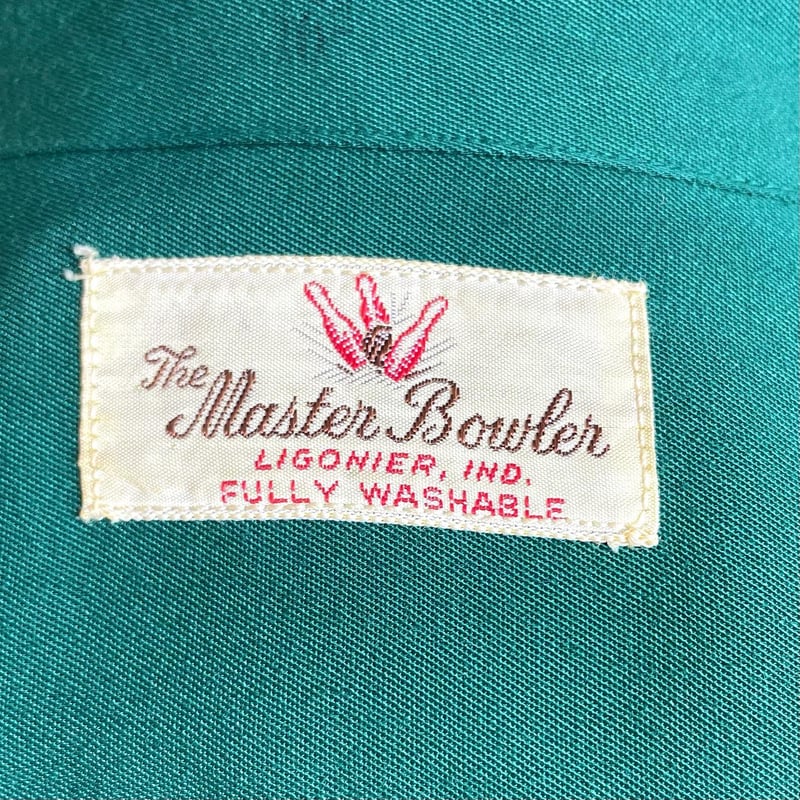 The
Master Bowler
LIGONIER, IND.
FULLY WASHABLE